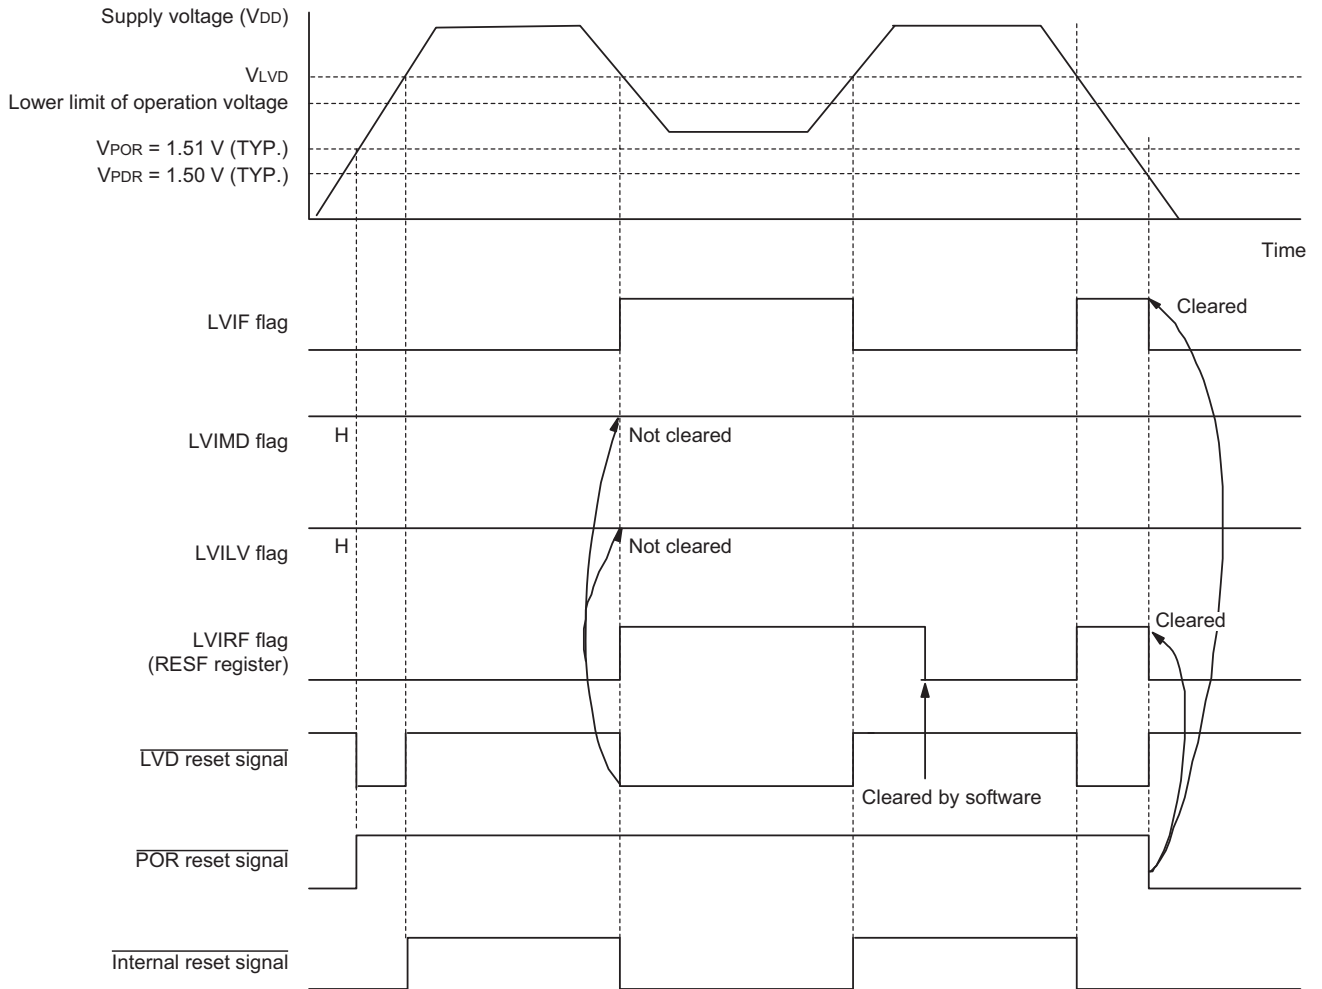 Supply voltage (VDD)
VLVD
Lower limit of operation voltage
VPOR = 1.51 V (TYP.)
VPDR = 1.50 V (TYP.)
Time
LVIF flag
Cleared
LVIMD flag
H
Not cleared
LVILV flag
H
Not cleared
LVIRF flag
(RESF register)
Cleared
LVD reset signal
Cleared by software
POR reset signal
Internal reset signal